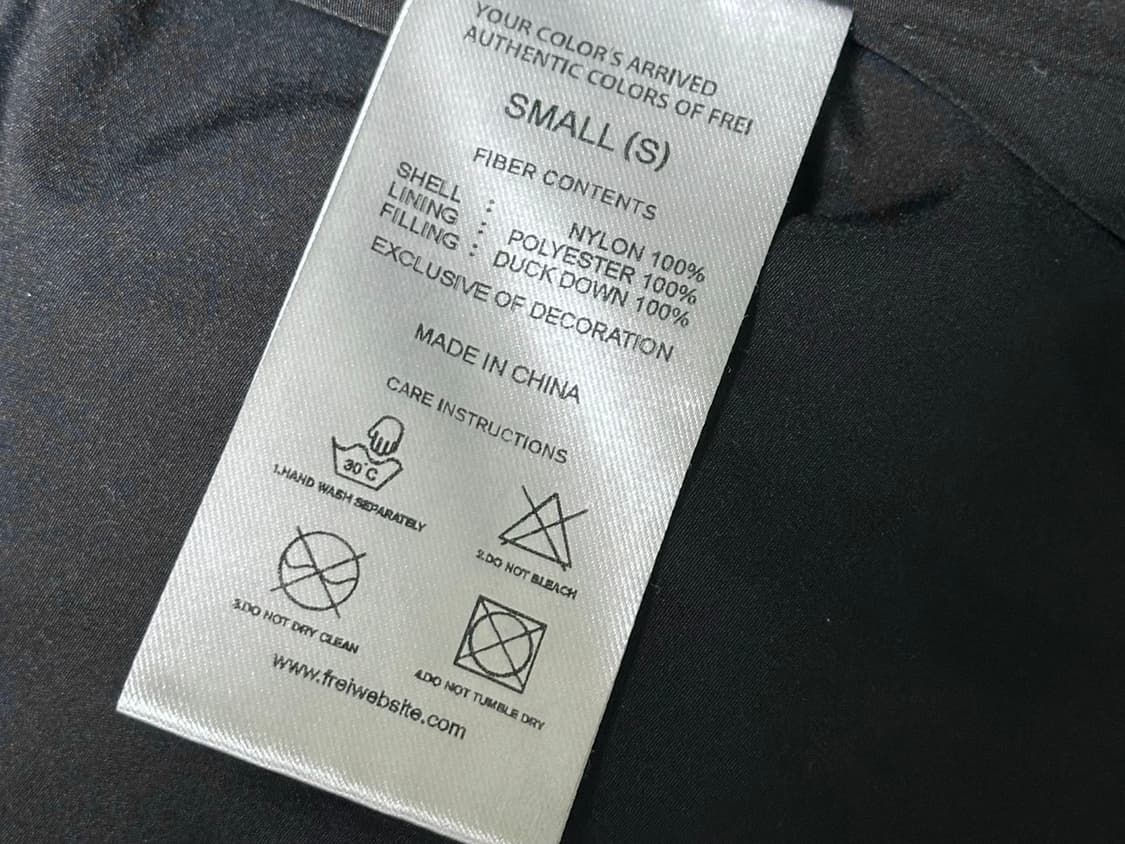 YOUR COLOR'S ARRIVED
AUTHENTIC COLORS OF FREI
SMALL (S)
FIBER CONTENTS
SHELL : NYLON 100%
LINING : POLYESTER 100%
FILLING : DUCK DOWN 100%
EXCLUSIVE OF DECORATION
MADE IN CHINA
CARE INSTRUCTIONS
30°C
1.HAND WASH SEPARATELY
2.DO NOT BLEACH
3.DO NOT DRY CLEAN
4.DO NOT TUMBLE DRY
www.freiwebsite.com